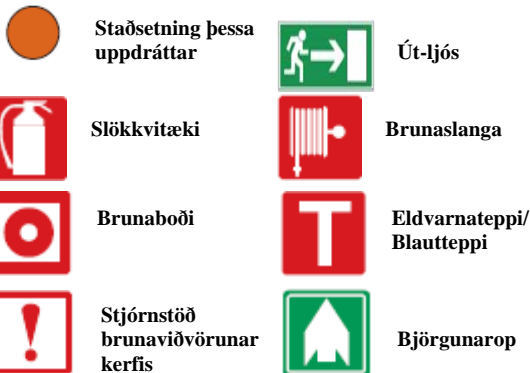 Staðsetning þessa
uppdráttar
Út-ljós
Slökkvitæki
Brunaslanga
Brunaboði
Eldvarnateppi/
Blautteppi
Stjórnstöð
brunaviðvörunar
kerfis
Björgunarop